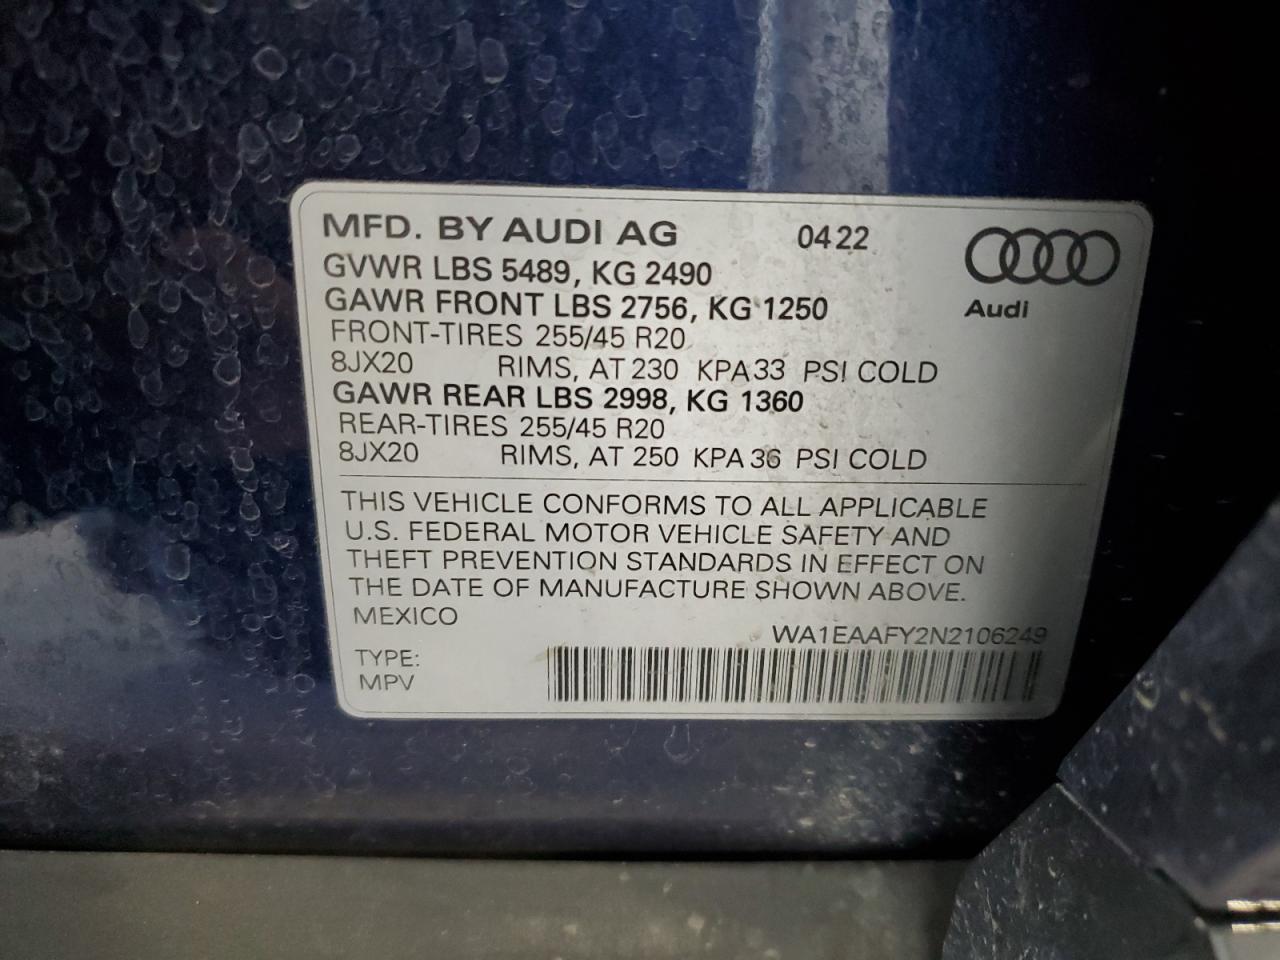 MFD. BY AUDI AG 0422
GVWR LBS 5489, KG 2490
GAWR FRONT LBS 2756, KG 1250
Audi
FRONT-TIRES 255/45 R20
8JX20 RIMS, AT 230 KPA 33 PSI COLD
GAWR REAR LBS 2998, KG 1360
REAR-TIRES 255/45 R20
8JX20 RIMS, AT 250 KPA 36 PSI COLD
THIS VEHICLE CONFORMS TO ALL APPLICABLE
U.S. FEDERAL MOTOR VEHICLE SAFETY AND
THEFT PREVENTION STANDARDS IN EFFECT ON
THE DATE OF MANUFACTURE SHOWN ABOVE.
MEXICO
WA1EAAFY2N2106249
TYPE:
MPV